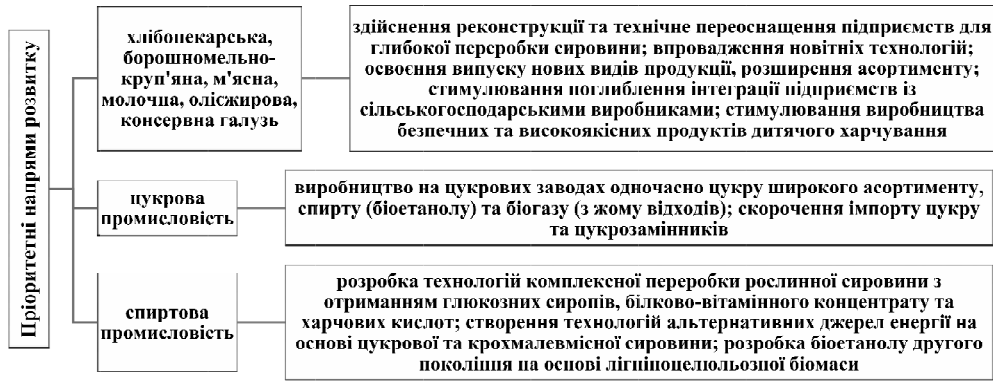 Пріоритетні напрями розвитку
хлібопекарська,
борошномельно-
круп'яна, м'ясна,
молочна, олієжирова,
консервна галузь
здійснення реконструкції та технічне переоснащення підприємств для
глибокої переробки сировини; впровадження новітніх технологій;
освоєння випуску нових видів продукції, розширення асортименту;
стимулювання поглиблення інтеграції підприємств із
сільськогосподарськими виробниками; стимулювання виробництва
безпечних та високоякісних продуктів дитячого харчування
цукрова
промисловість
виробництво на цукрових заводах одночасно цукру широкого асортименту,
спирту (біоетанолу) та біогазу (з жому відходів); скорочення імпорту цукру
та цукрозамінників
спиртова
промисловість
розробка технологій комплексної переробки рослинної сировини з
отриманням глюкозних сиропів, білково-вітамінного концентрату та
харчових кислот; створення технологій альтернативних джерел енергії на
основі цукрової та крохмалевмісної сировини; розробка біоетанолу другого
покоління на основі лігніноцелюльозної біомаси